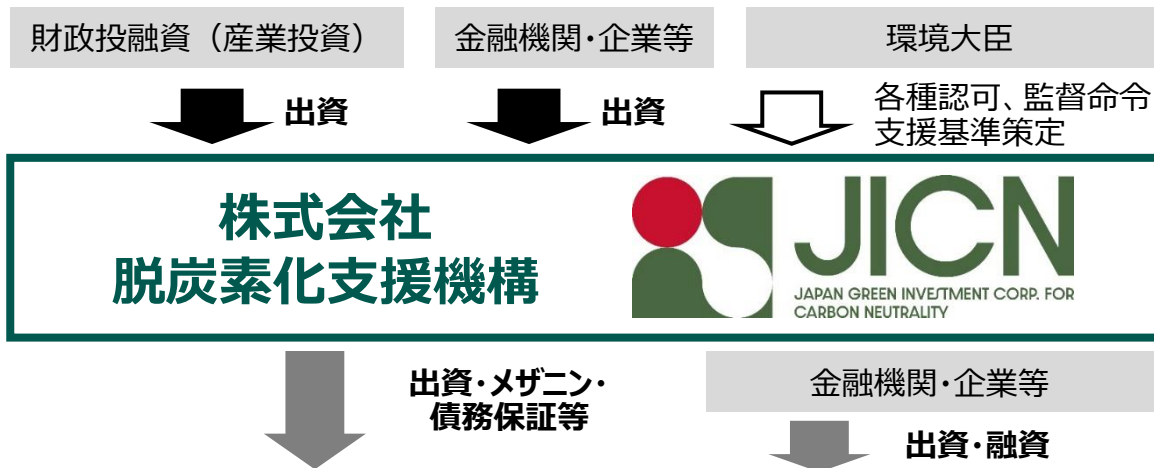 財政投融資（産業投資）
金融機関・企業等
環境大臣
出資
出資
各種認可、監督命令
支援基準策定
株式会社
脱炭素化支援機構
JICN
JAPAN GREEN INVESTMENT CORP. FOR
CARBON NEUTRALITY
出資・メザニン・
債務保証等
金融機関・企業等
出資・融資